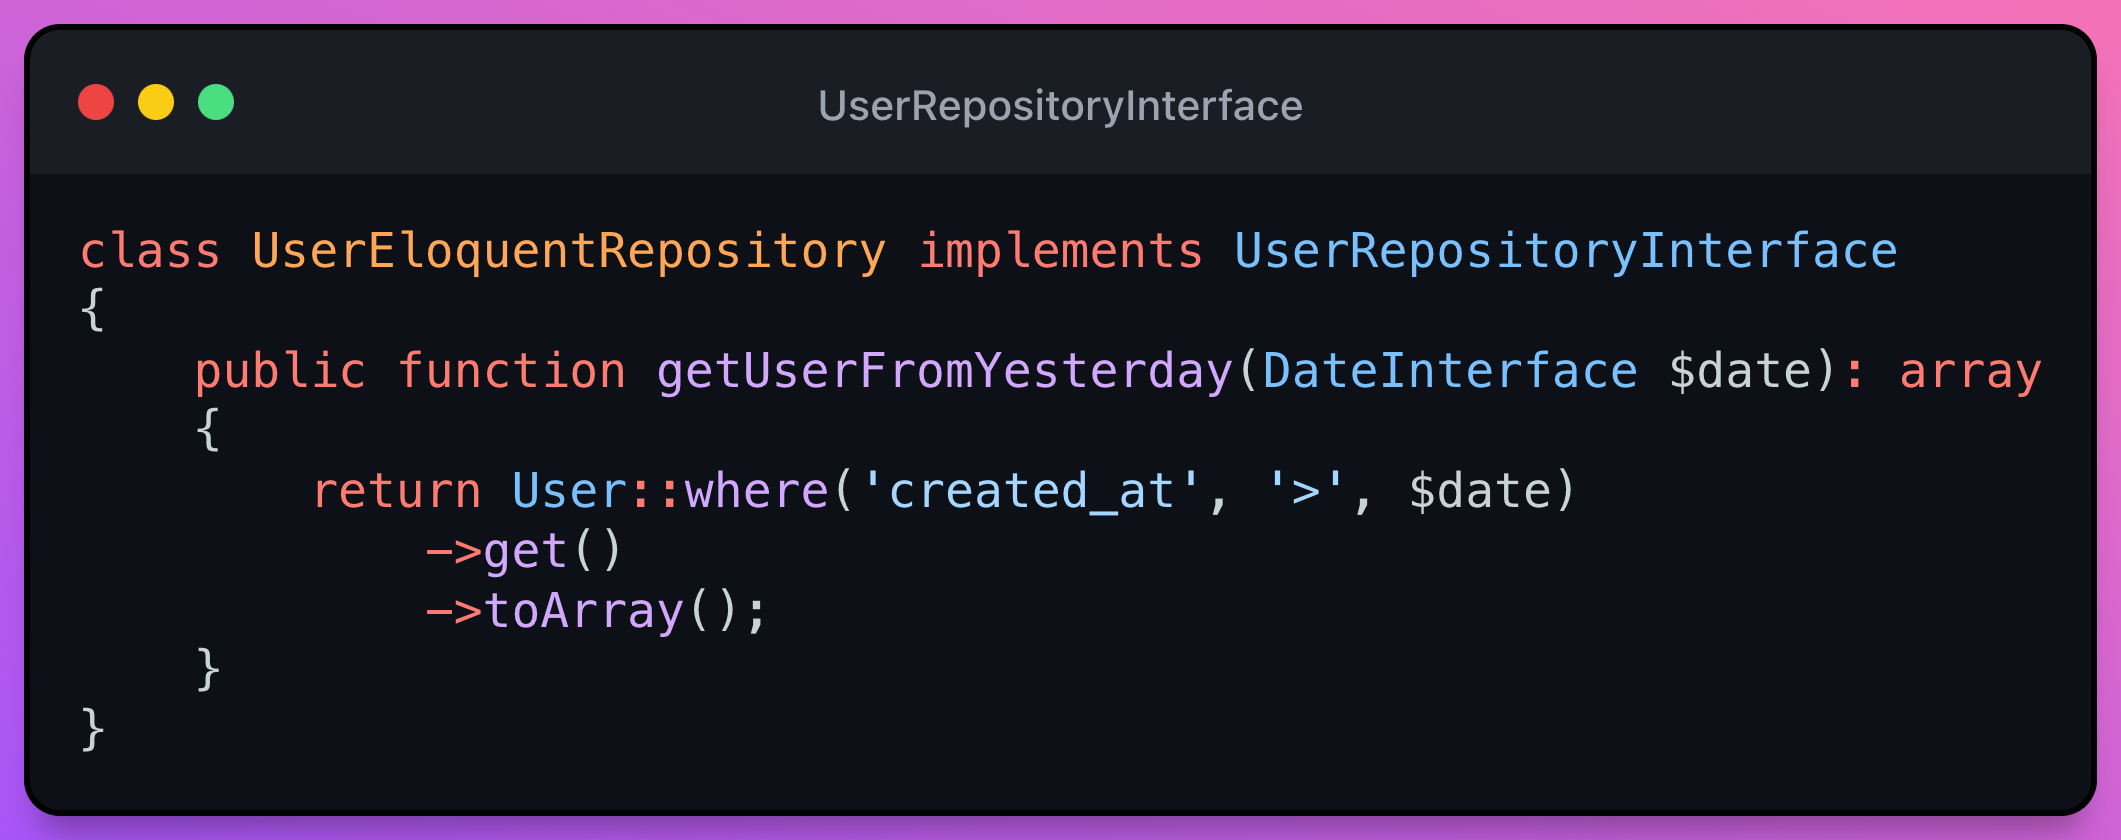 UserRepositoryInterface
class UserEloquentRepository implements UserRepositoryInterface
{
    public function getUserFromYesterday(DateInterface $date): array
    {
        return User::where('created_at', '>', $date)
            ->get()
            ->toArray();
    }
}